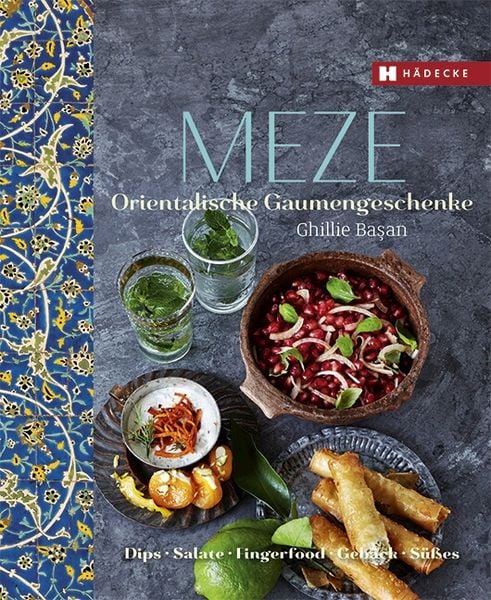 HÄDECKE
MEZE
Orientalische Gaumengeschenke
Ghillie Başan
Dips · Salate · Fingerfood · Gebäck · Süßes